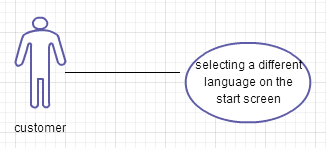 selecting a different
language on the
start screen
customer